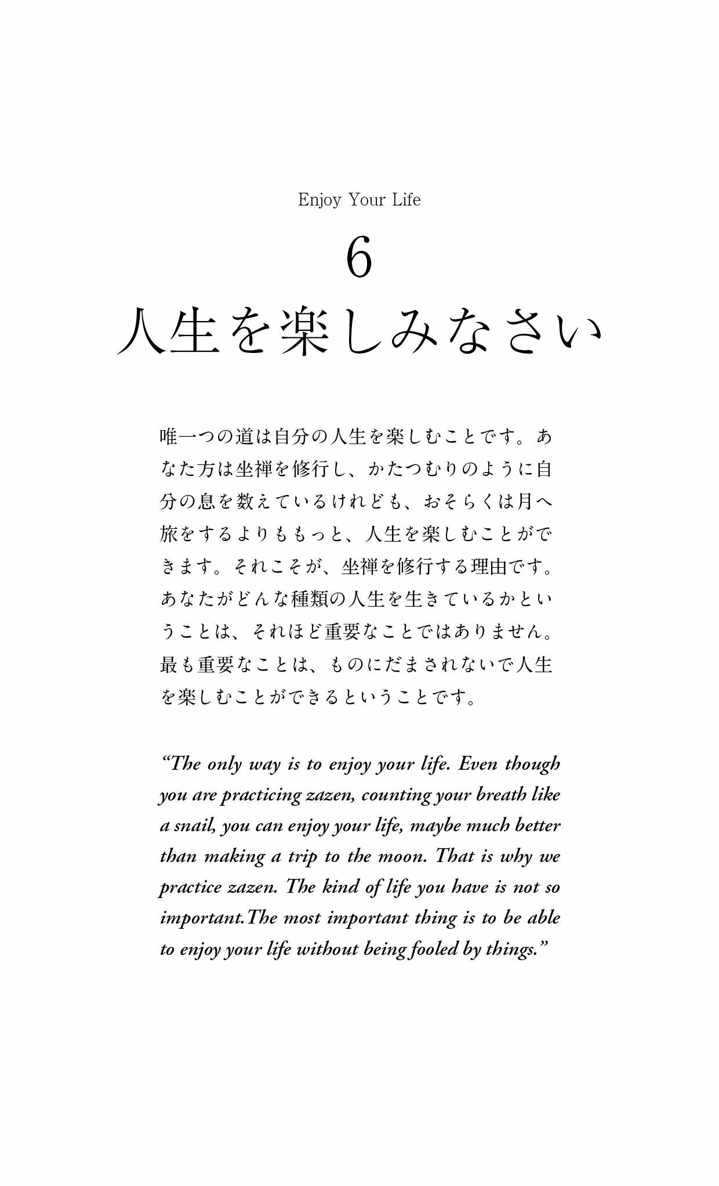 Enjoy Your Life
6
人生を楽しみなさい
唯一つの道は自分の人生を楽しむことです。あ
なた方は坐禅を修行し、かたつむりのように自
分の息を数えているけれども、おそらくは月へ
旅をするよりももっと、人生を楽しむことがで
きます。それこそが、坐禅を修行する理由です。
あなたがどんな種類の人生を生きているかとい
うことは、それほど重要なことではありません。
最も重要なことは、ものにだまされないで人生
を楽しむことができるということです。
“The only way is to enjoy your life. Even though
you are practicing zazen, counting your breath like
a snail, you can enjoy your life, maybe much better
than making a trip to the moon. That is why we
practice zazen. The kind of life you have is not so
important.The most important thing is to be able
to enjoy your life without being fooled by things.”